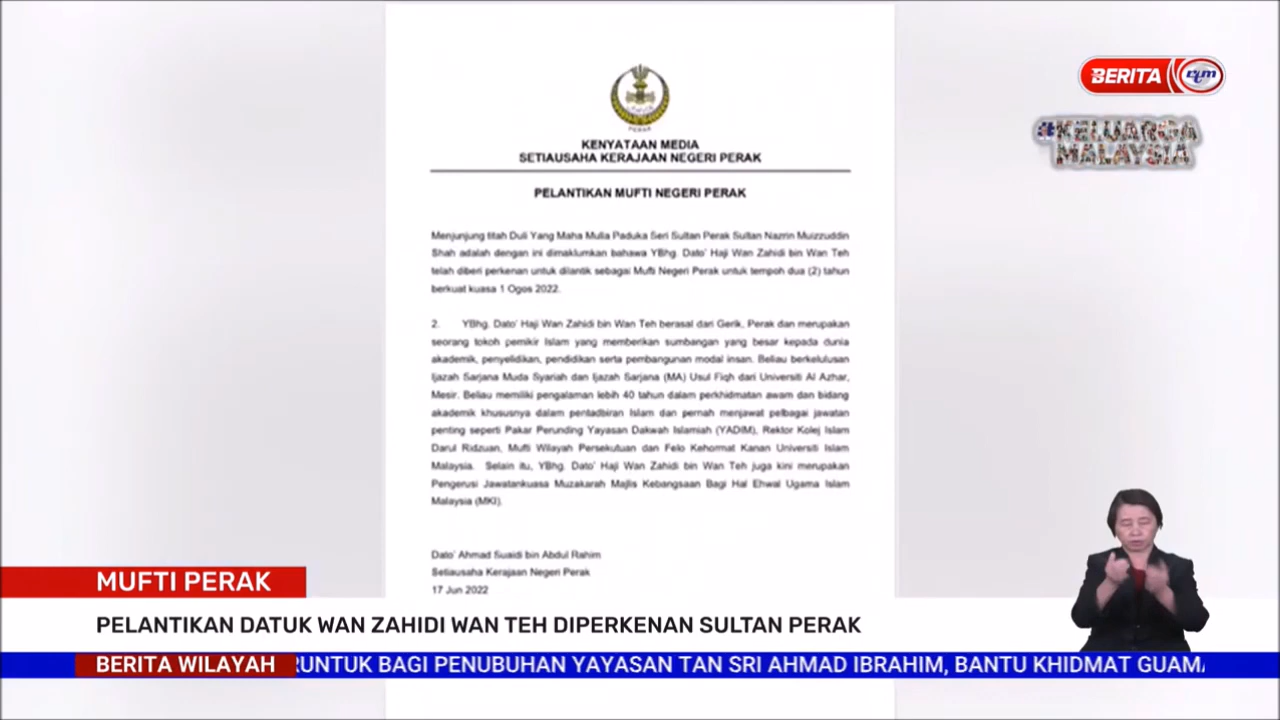 PERAK
KENYATAAN MEDIA
SETIAUSAHA KERAJAAN NEGERI PERAK
PELANTIKAN MUFTI NEGERI PERAK
Menjunjung titah Duli Yang Maha Mulia Paduka Seri Sultan Perak Sultan Nazrin Muizzuddin
Shah adalah dengan ini dimaklumkan bahawa YBhg. Dato' Haji Wan Zahidi bin Wan Teh
telah diberi perkenan untuk dilantik sebagai Mufti Negeri Perak untuk tempoh dua (2) tahun
berkuat kuasa 1 Ogos 2022.
2. YBhg. Dato' Haji Wan Zahidi bin Wan Teh berasal dari Gerik, Perak dan merupakan
seorang tokoh pemikir Islam yang memberikan sumbangan yang besar kepada dunia
akademik, penyelidikan, pendidikan serta pembangunan modal insan. Beliau berkelulusan
Ijazah Sarjana Muda Syariah dan Ijazah Sarjana (MA) Usul Fiqh dari Universiti Al Azhar,
Mesir. Beliau memiliki pengalaman lebih 40 tahun dalam perkhidmatan awam dan bidang
akademik khususnya dalam pentadbiran Islam dan pernah menjawat pelbagai jawatan
penting seperti Pakar Perunding Yayasan Dakwah Islamiah (YADIM), Rektor Kolej Islam
Darul Ridzuan, Mufti Wilayah Persekutuan dan Felo Kehormat Kanan Universiti Islam
Malaysia. Selain itu, YBhg. Dato' Haji Wan Zahidi bin Wan Teh juga kini merupakan
Pengerusi Jawatankuasa Muzakarah Majlis Kebangsaan Bagi Hal Ehwal Ugama Islam
Malaysia (MKI).
Dato' Ahmad Suaidi bin Abdul Rahim
Setiausaha Kerajaan Negeri Perak
17 Jun 2022
BERITA rtm
#KELUARGA
MALAYSIA
MUFTI PERAK
PELANTIKAN DATUK WAN ZAHIDI WAN TEH DIPERKENAN SULTAN PERAK
BERITA WILAYAH RUNTUK BAGI PENUBUHAN YAYASAN TAN SRI AHMAD IBRAHIM, BANTU KHIDMAT GUAMA